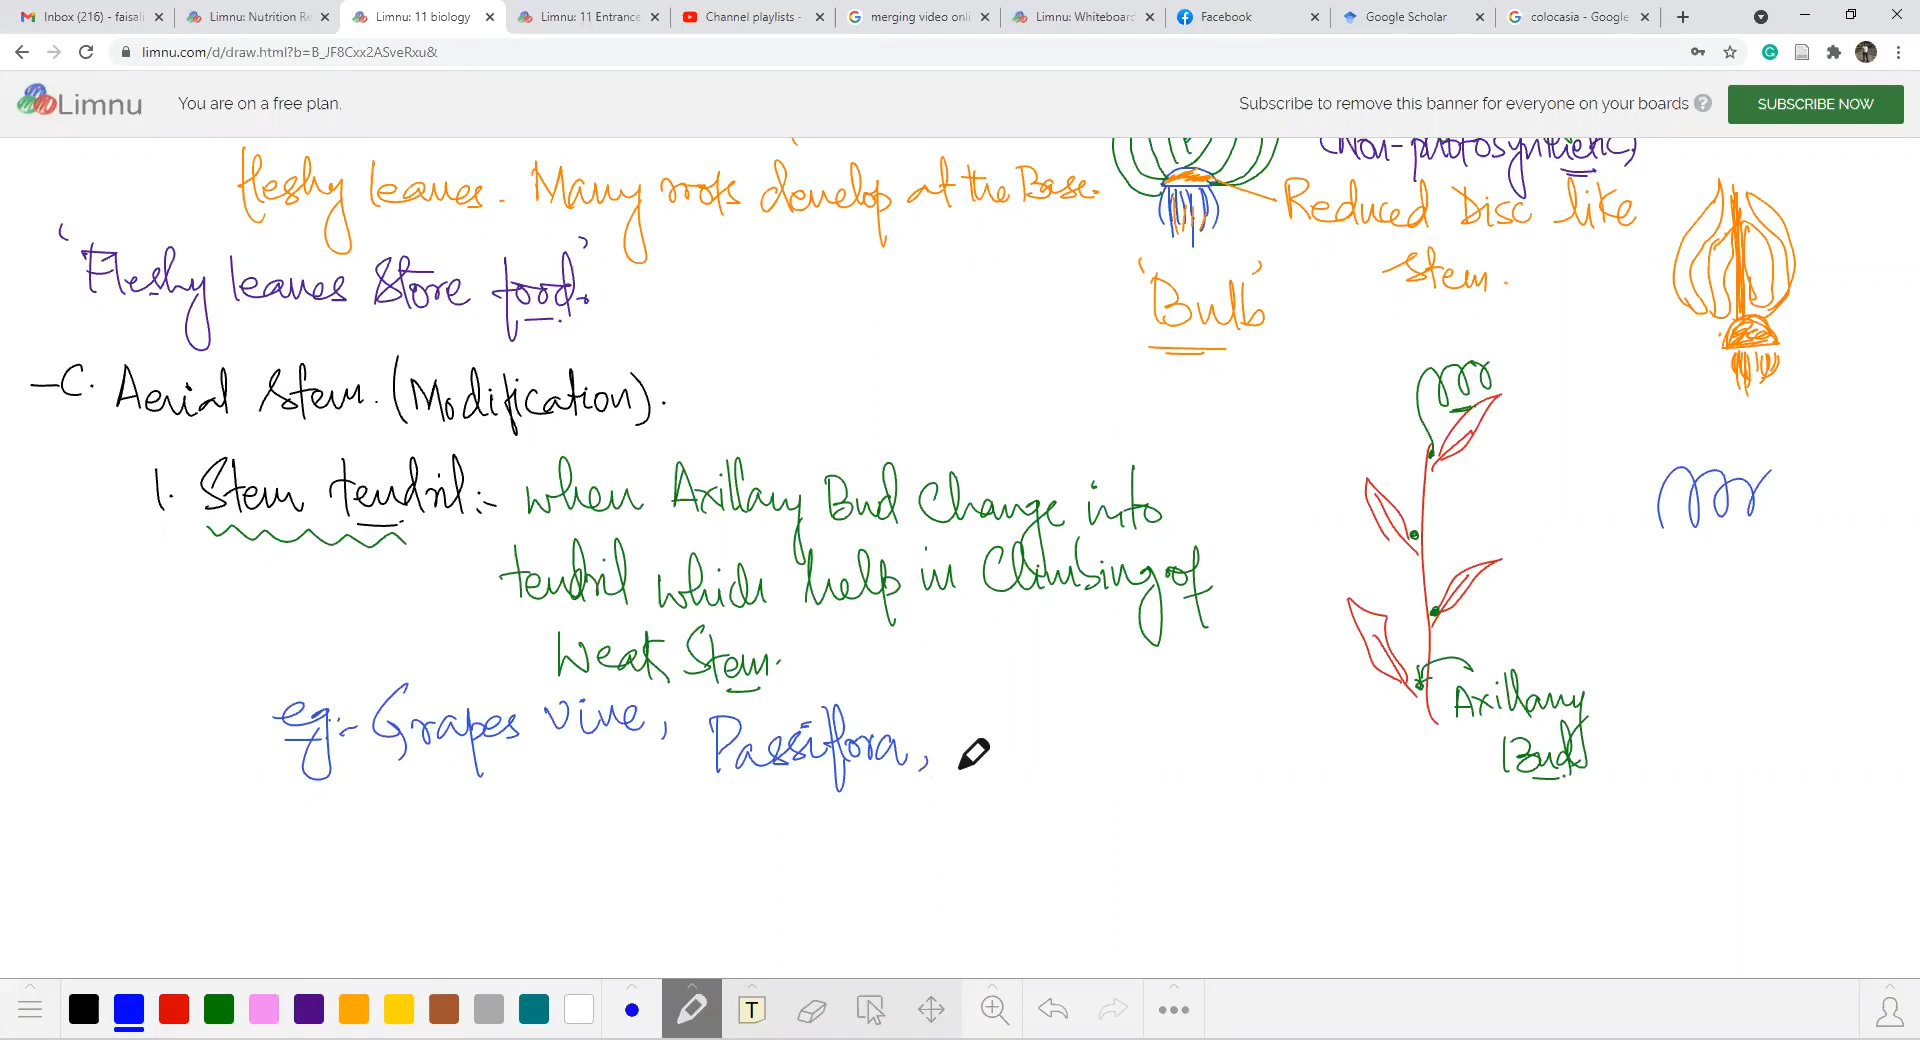 Inbox (216) - faisali
Limnu: Nutrition Re
Limnu: 11 biology
Limnu: 11 Entrance
Channel playlists -
merging video onli
Limnu: Whiteboard
Facebook
Google Scholar
colocasia - Google
limnu.com/d/draw.html?b=B_JF8Cxx2ASveRxu&
Limnu
You are on a free plan.
Subscribe to remove this banner for everyone on your boards
SUBSCRIBE NOW
(Non-photosynthetic)
fleshy leaves. Many roots develop at the Base.
Reduced Disc like
stem.
'Fleshy leaves Store food.'
'Bulb'
-C. Aerial Stem. (Modification).
1. Stem tendril:- when Axillary Bud Change into
tendril which help in Climbing of
Weak Stem.
eg:- Grapes vine, Passiflora,
Axillary
Bud
T